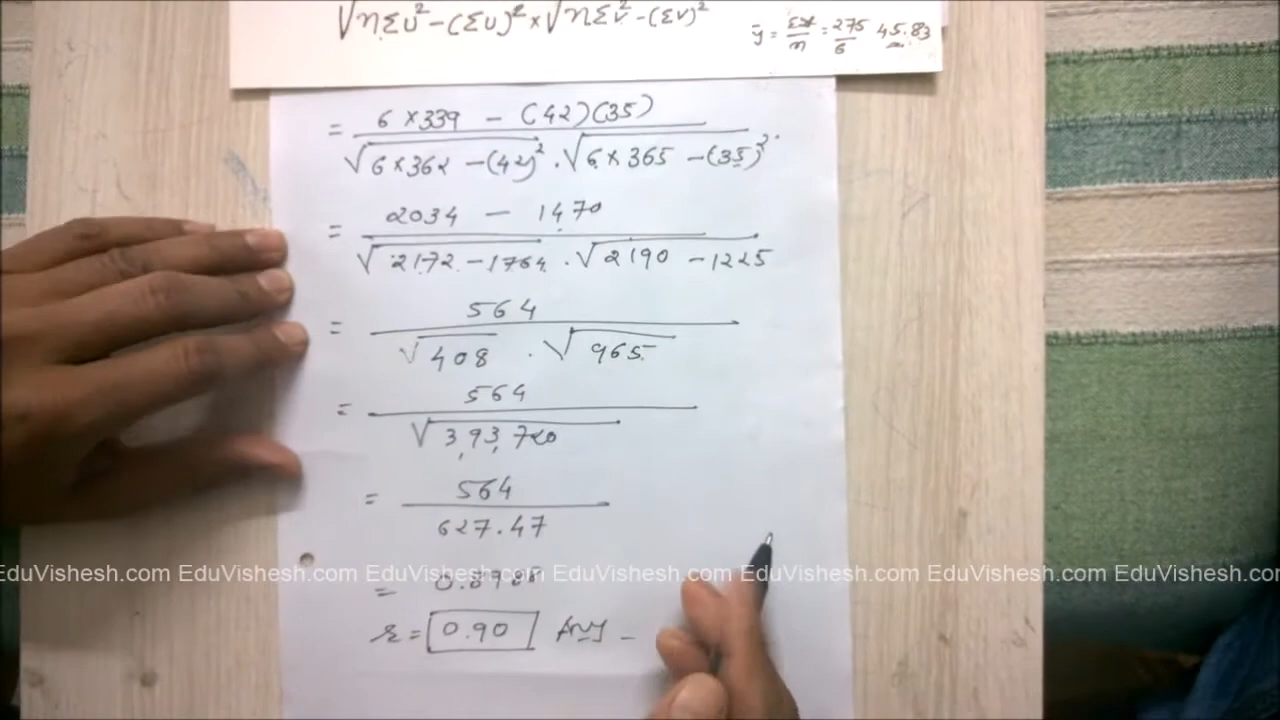 √nΣu² − (Σu)² × √nΣv² − (Σv)²
ȳ = Σy/n = 275/6 45.83
= 6 × 339 − (42)(35) / √6 × 362 − (42)² · √6 × 365 − (35)²
= 2034 − 1470 / √2172 − 1764 · √2190 − 1225
= 564 / √408 · √965
= 564 / √3,93,720
= 564 / 627.47
EduVishesh.com EduVishesh.com EduVishesh.com EduVishesh.com EduVishesh.com EduVishesh.com EduVishesh.com
= 0.8988
r = 0.90 Ans −